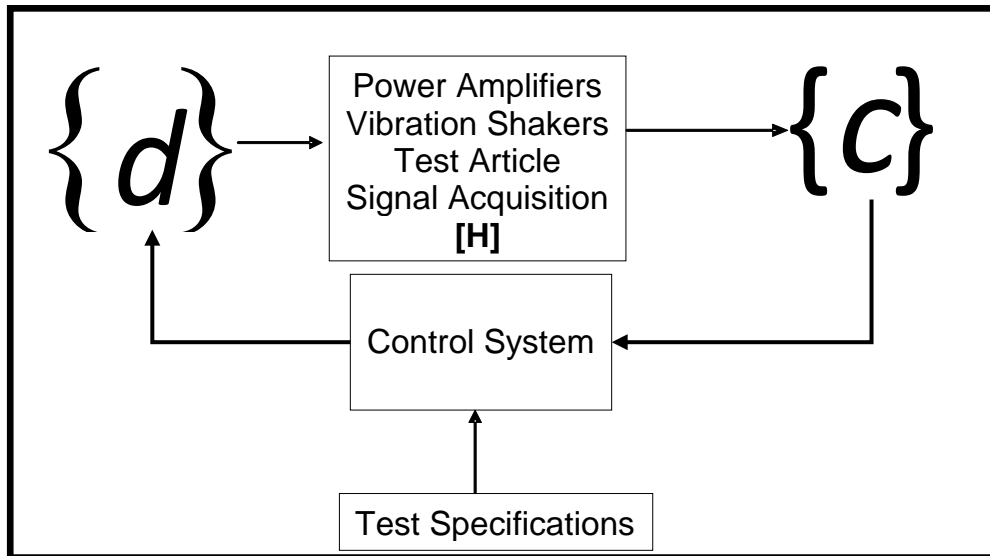 {d}
Power Amplifiers
Vibration Shakers
Test Article
Signal Acquisition
[H]
{c}
Control System
Test Specifications